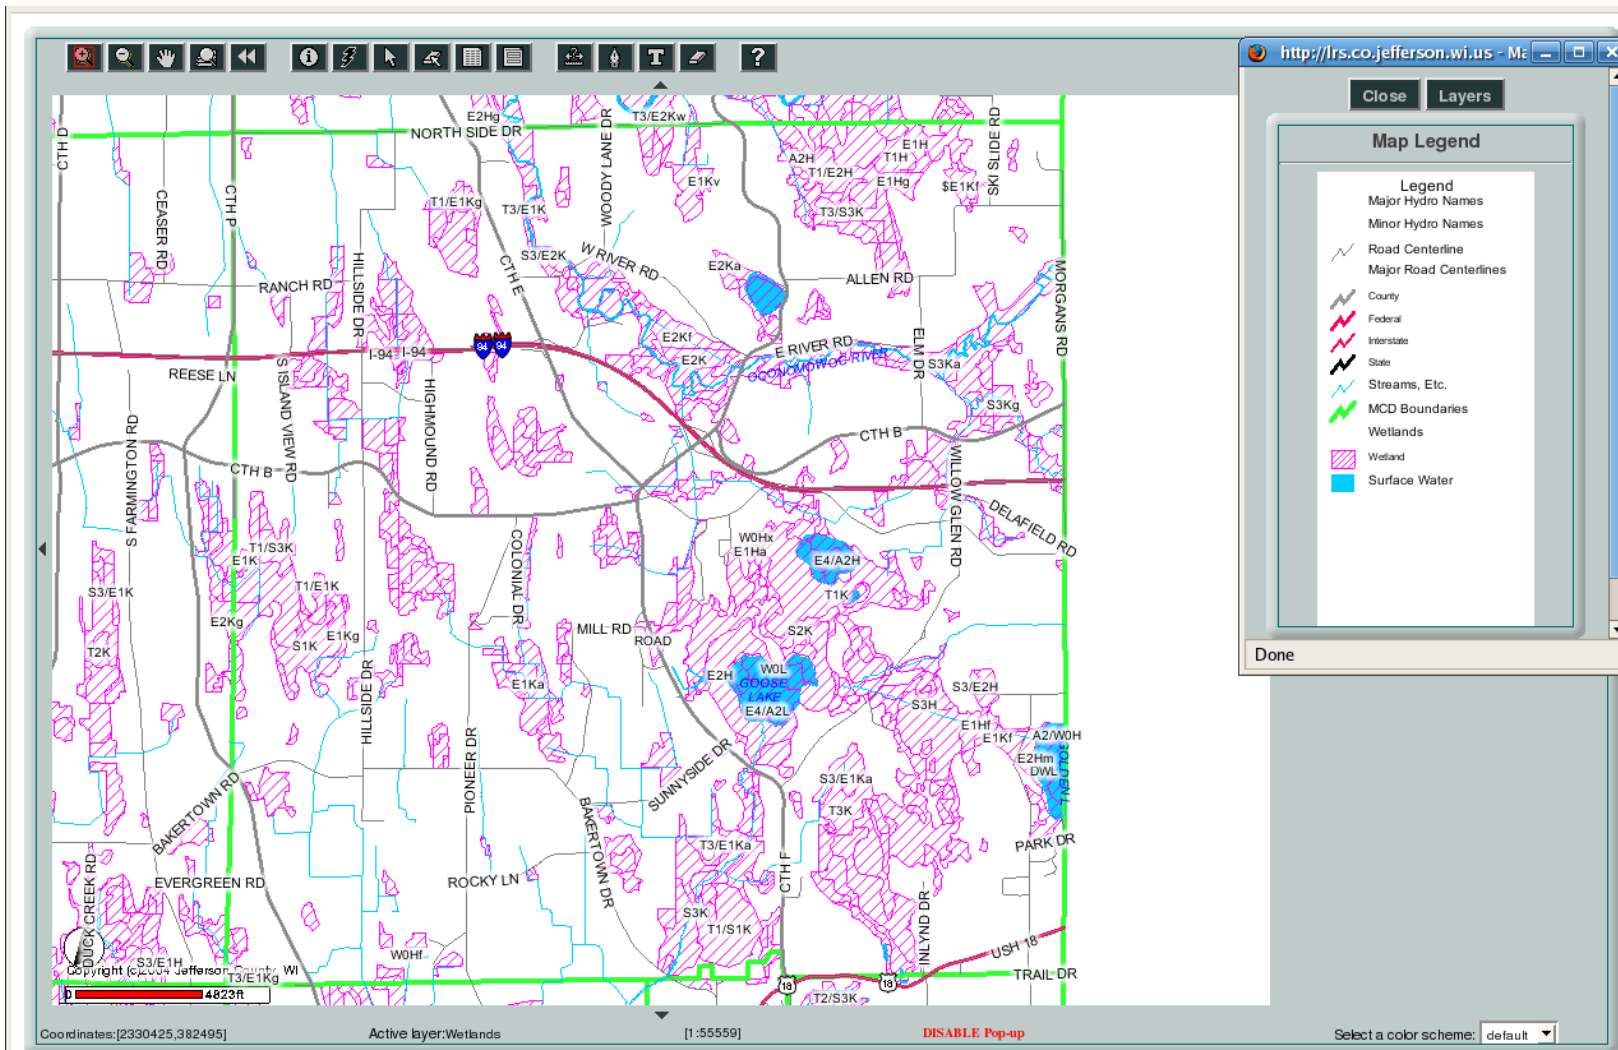 http://lrs.co.jefferson.wi.us - Ma
Close
Layers
Map Legend
Legend
Major Hydro Names
Minor Hydro Names
Road Centerline
Major Road Centerlines
County
Federal
Interstate
State
Streams, Etc.
MCD Boundaries
Wetlands
Wetland
Surface Water
Done
T
?
CTH D
CTH P
E2Hg
NORTH SIDE DR
WOODY LANE DR
T3/E2Kw
SKI SLIDE RD
A2H
E1H
T1H
T1/E2H
E1Hg
$E1Kf
E1Kv
CEASER RD
T1/E1Kg
T3/E1K
T3/S3K
S3/E2K
W RIVER RD
E2Ka
ALLEN RD
MORGANS RD
HILLSIDE DR
RANCH RD
CTH E
I-94
I-94
94
94
E2Kf
E2K
E RIVER RD
OCONOMOWOC RIVER
ELM DR
S3Ka
REESE LN
S ISLAND VIEW RD
HIGHMOUND RD
S3Kg
S FARMINGTON RD
CTH B
CTH B
WILLOW GLEN RD
DELAFIELD RD
COLONIAL DR
W0Hx
E1Ha
E4/A2H
T1K
T1/S3K
E1K
T1/E1K
S3/E1K
E2Kg
E1Kg
S1K
T2K
MILL RD
ROAD
S2K
E2H
W0L
GOOSE
LAKE
E4/A2L
E1Ka
S3/E2H
S3H
E1Hf
E1Kf
A2/W0H
E2Hm
DWL
HILLSIDE DR
PIONEER DR
SUNNYSIDE DR
S3/E1Ka
T3K
BAKERTOWN RD
BAKERTOWN DR
T3/E1Ka
PARK DR
CTH F
DUCK CREEK RD
EVERGREEN RD
ROCKY LN
S3K
T1/S1K
INLYND DR
USH 18
W0Hf
S3/E1H
Copyright (c)2004 Jefferson County, WI
T3/E1Kg
18
18
TRAIL DR
T2/S3K
0
4823ft
Coordinates:[2330425,382495]
Active layer:Wetlands
[1:55559]
DISABLE Pop-up
Select a color scheme:
default